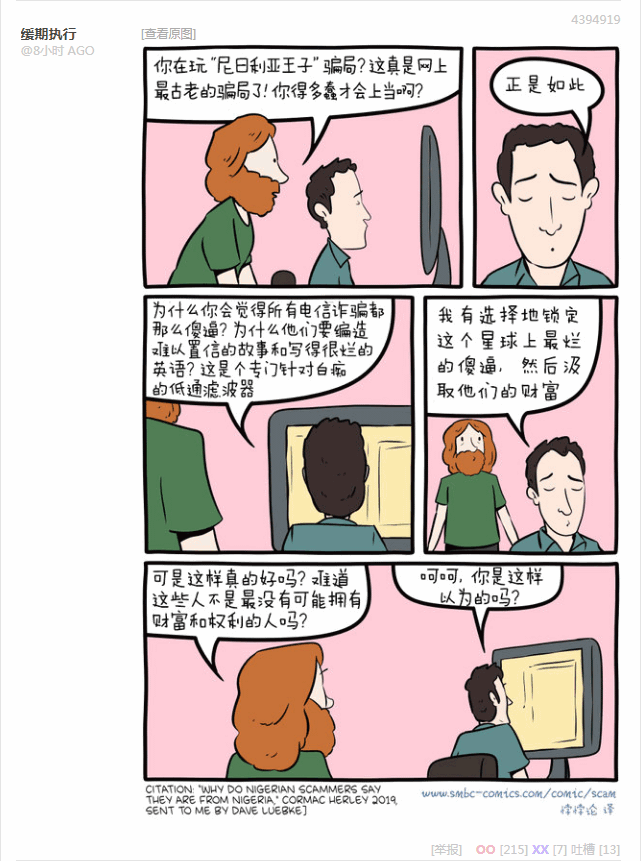 4394919
缓期执行
[查看原图]
@8小时 AGO
你在玩“尼日利亚王子”骗局？这真是网上
最古老的骗局了！你得多蠢才会上当啊？
正是如此
为什么你会觉得所有电信诈骗都
那么傻逼？为什么他们要编造
难以置信的故事和写得很烂的
英语？这是个专门针对白痴
的低通滤波器
我有选择地锁定
这个星球上最烂
的傻逼，然后汲
取他们的财富
可是这样真的好吗？难道
这些人不是最没有可能拥有
财富和权利的人吗？
呵呵，你是这样
以为的吗？
CITATION: "WHY DO NIGERIAN SCAMMERS SAY
THEY ARE FROM NIGERIA," CORMAC HERLEY 2019,
SENT TO ME BY DAVE LUEBKE]
www.smbc-comics.com/comic/scam
悖悖论 译
[举报] OO [215] XX [7] 吐槽 [13]